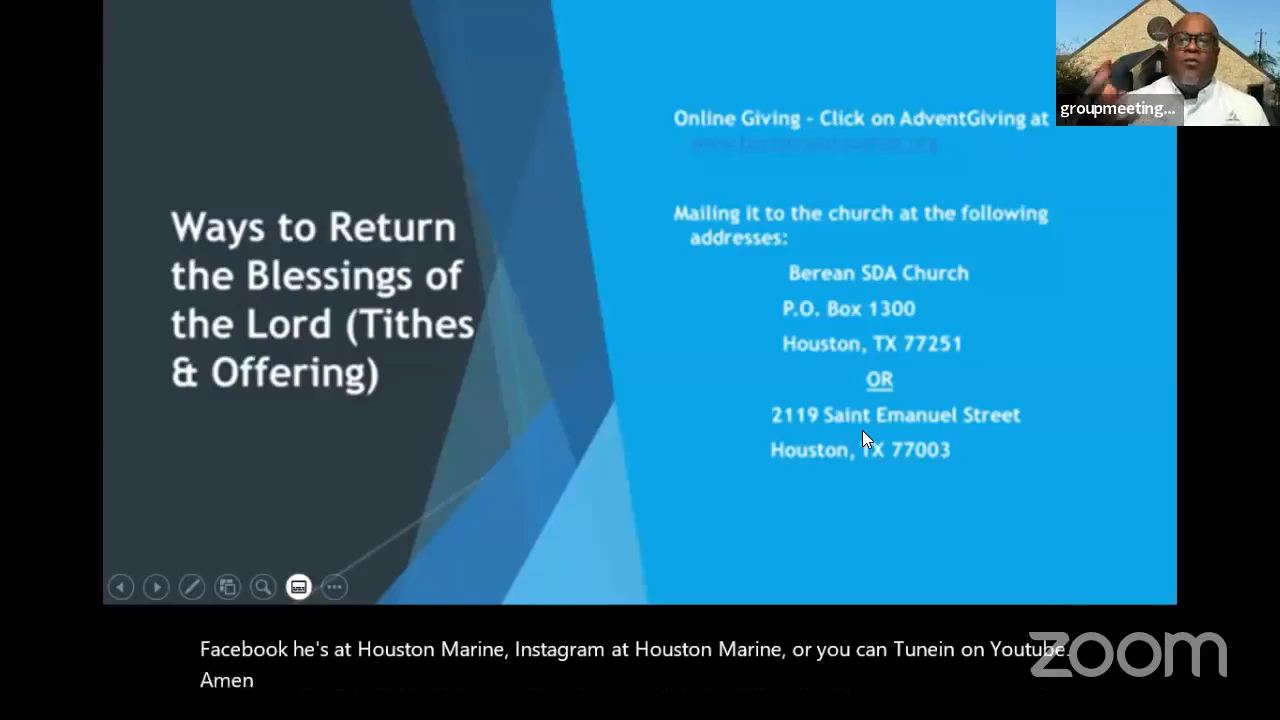 Online Giving - Click on AdventGiving at
groupmeeting...
Ways to Return
the Blessings of
the Lord (Tithes
& Offering)
Mailing it to the church at the following
addresses:
Berean SDA Church
P.O. Box 1300
Houston, TX 77251
OR
2119 Saint Emanuel Street
Houston, TX 77003
Facebook he's at Houston Marine, Instagram at Houston Marine, or you can Tunein on Youtube.
Amen
zoom